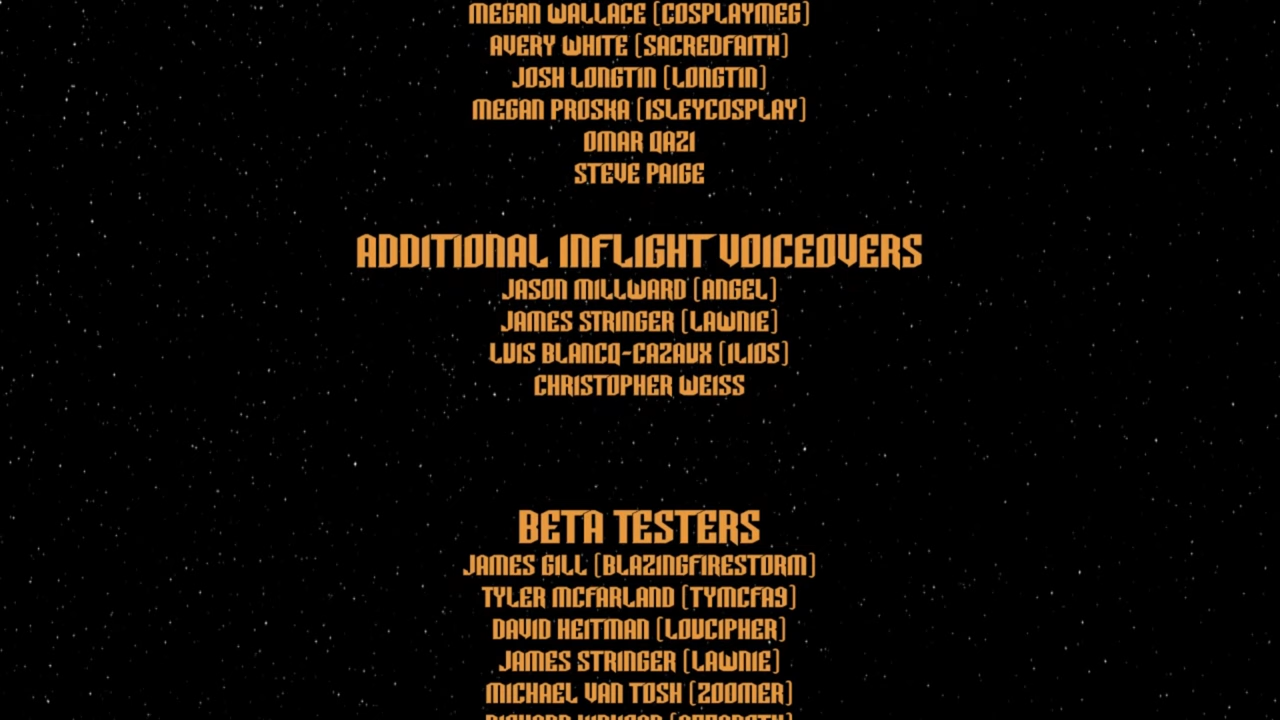 MEGAN WALLACE (COSPLAYMEG)
AVERY WHITE (SACREDFAITH)
JOSH LONGTIN (LONGTIN)
MEGAN PROSKA (ISLEYCOSPLAY)
OMAR QAZI
STEVE PAIGE
ADDITIONAL INFLIGHT VOICEOVERS
JASON MILLWARD (ANGEL)
JAMES STRINGER (LAWNIE)
LUIS BLANCQ-CAZAUX (ILIOS)
CHRISTOPHER WEISS
BETA TESTERS
JAMES GILL (BLAZINGFIRESTORM)
TYLER MCFARLAND (TYMCFA9)
DAVID HEITMAN (LOVCIPHER)
JAMES STRINGER (LAWNIE)
MICHAEL VAN TOSH (ZOOMER)